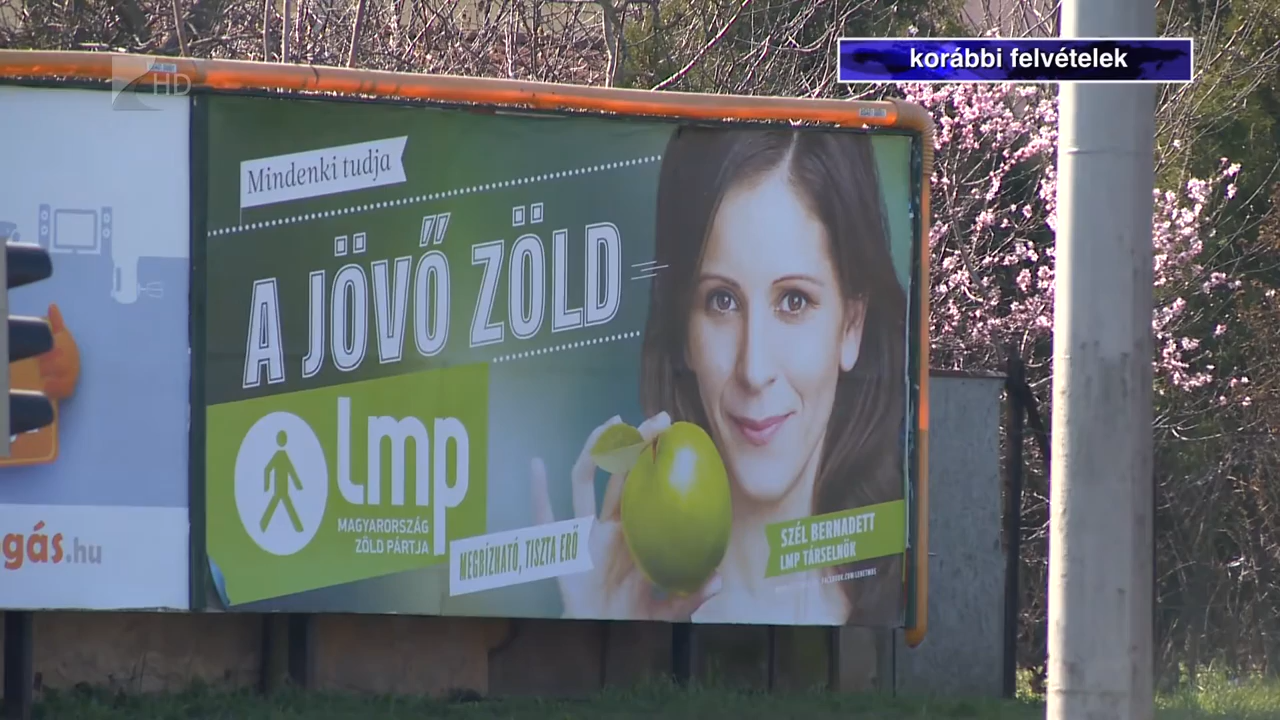 korábbi felvételek
HD
Mindenki tudja
A JÖVŐ ZÖLD
lmp
MAGYARORSZÁG
ZÖLD PÁRTJA
MEGBÍZHATÓ, TISZTA ERŐ
SZÉL BERNADETT
LMP TÁRSELNÖK
gás.hu